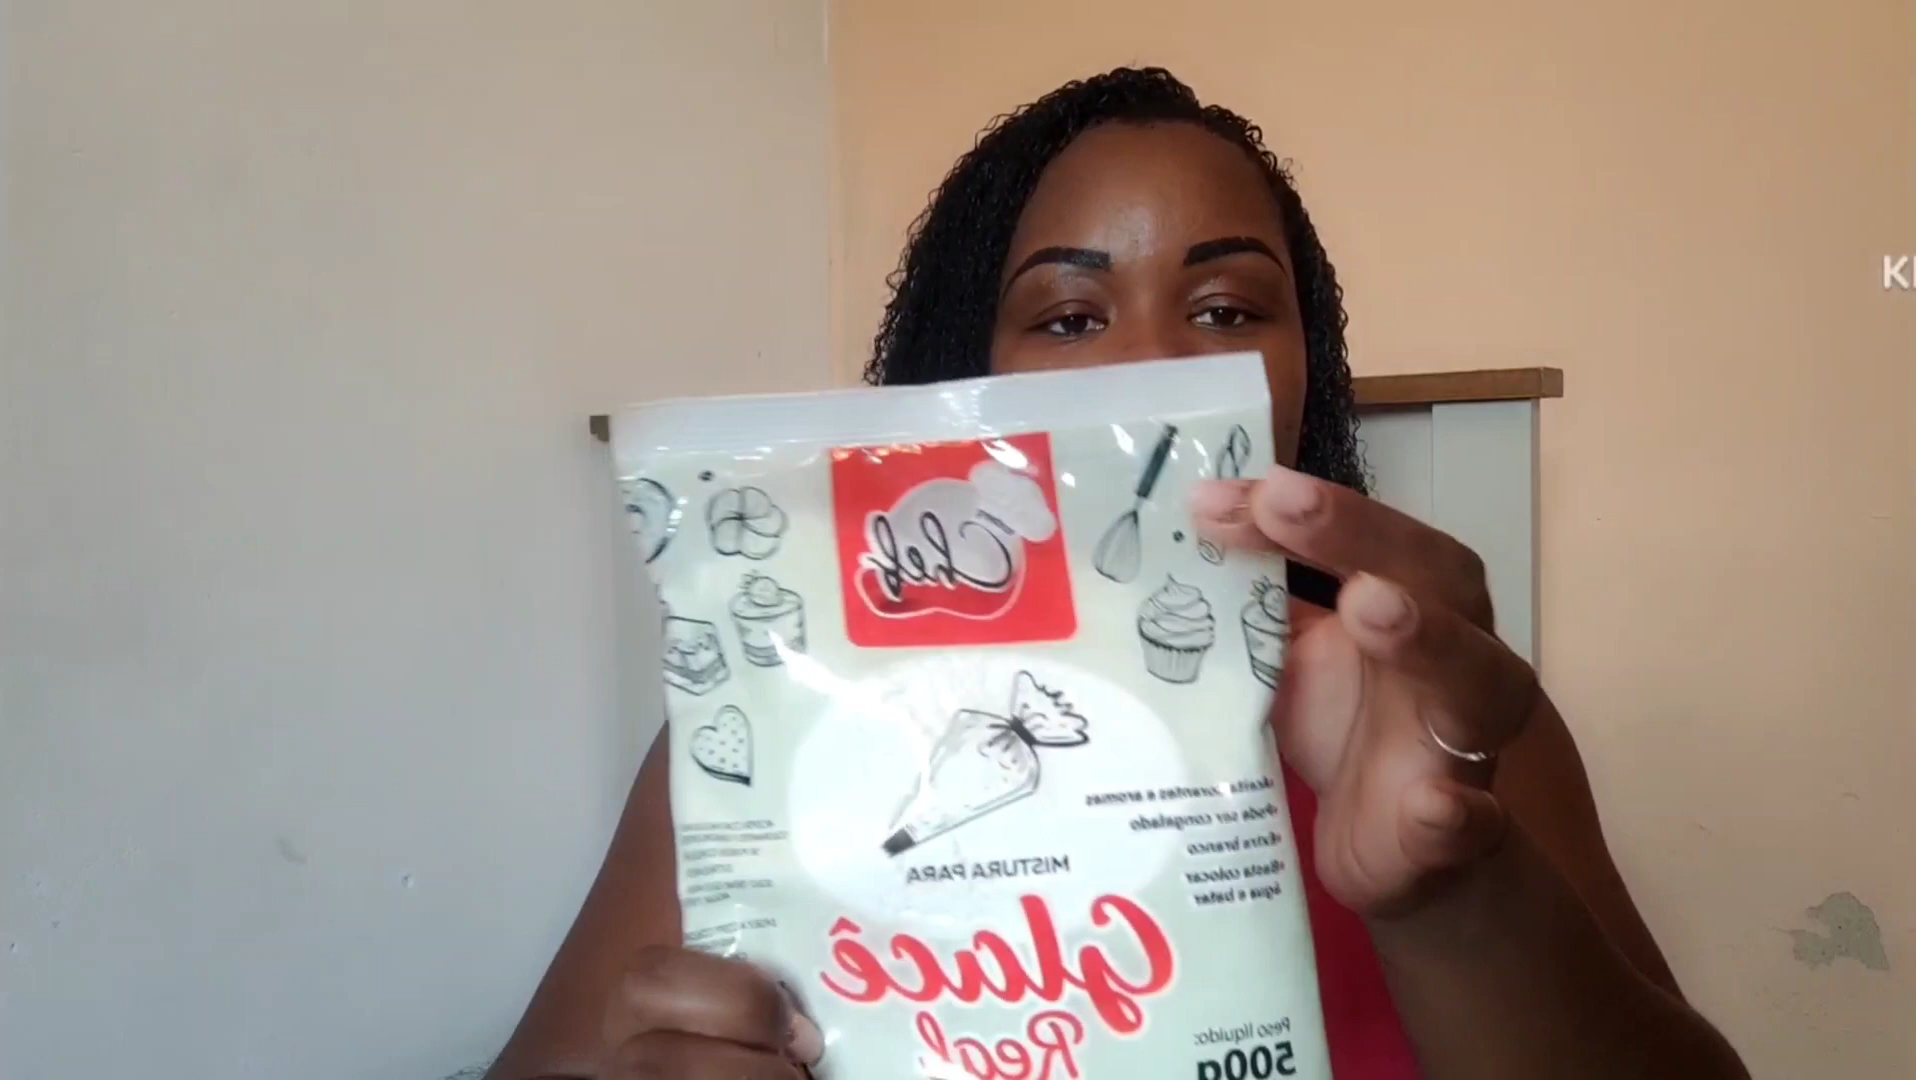 Chef
Aceita corantes e aromas
Pode ser congelado
Extra branco
Basta colocar
água e bater
MISTURA PARA
Glacê
Real
Peso líquido:
500g